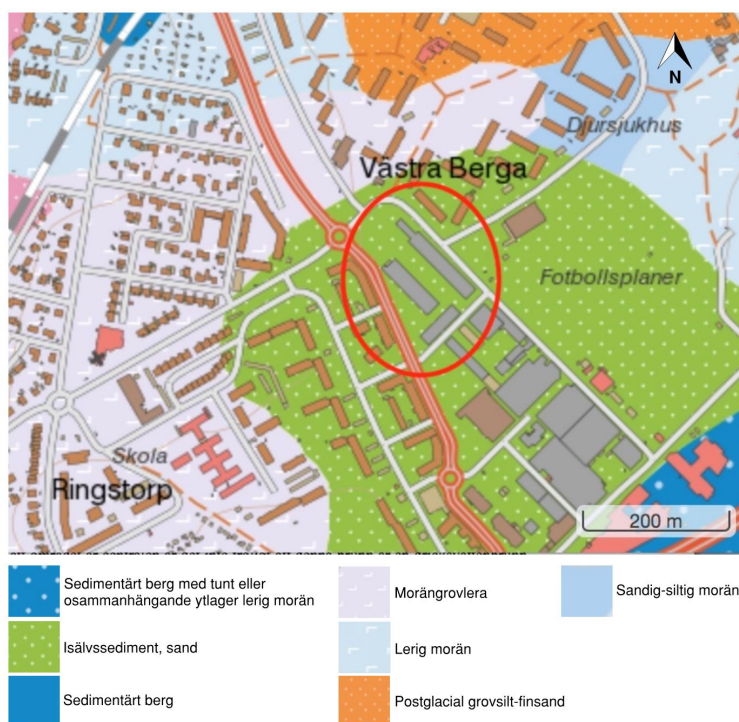 N
Djursjukhus
Västra Berga
Fotbollsplaner
Skola
Ringstorp
200 m
Sedimentärt berg med tunt eller
osammanhängande ytlager lerig morän
Morängrovlera
Sandig-siltig morän
Isälvssediment, sand
Lerig morän
Sedimentärt berg
Postglacial grovsilt-finsand